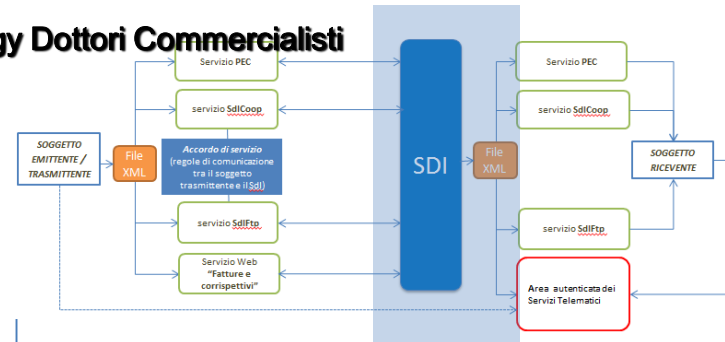 gy Dottori Commercialisti
Servizio PEC
servizio SdICoop
SOGGETTO
EMITTENTE /
TRASMITTENTE
File
XML
Accordo di servizio
(regole di comunicazione
tra il soggetto
trasmittente e il SdI)
servizio SdIFtp
Servizio Web
“Fatture e
corrispettivi”
SDI
File
XML
Servizio PEC
servizio SdICoop
SOGGETTO
RICEVENTE
servizio SdIFtp
Area autenticata dei
Servizi Telematici